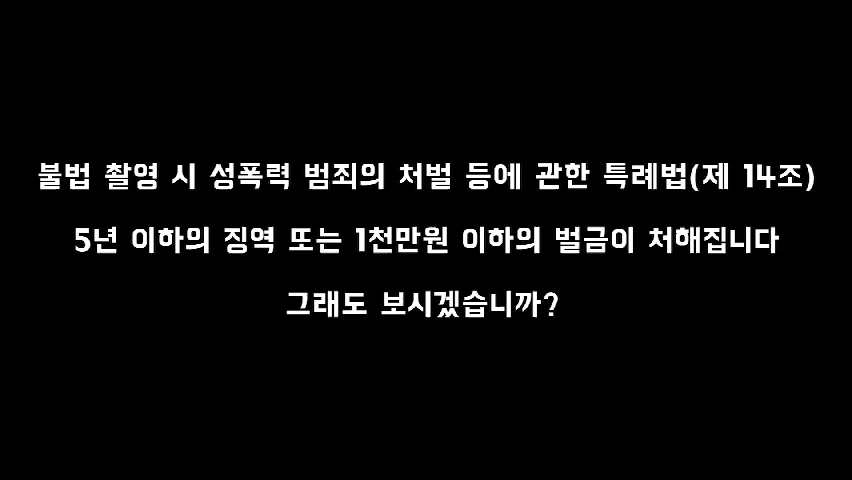 불법 촬영 시 성폭력 범죄의 처벌 등에 관한 특례법(제 14조)
5년 이하의 징역 또는 1천만원 이하의 벌금이 처해집니다
그래도 보시겠습니까?